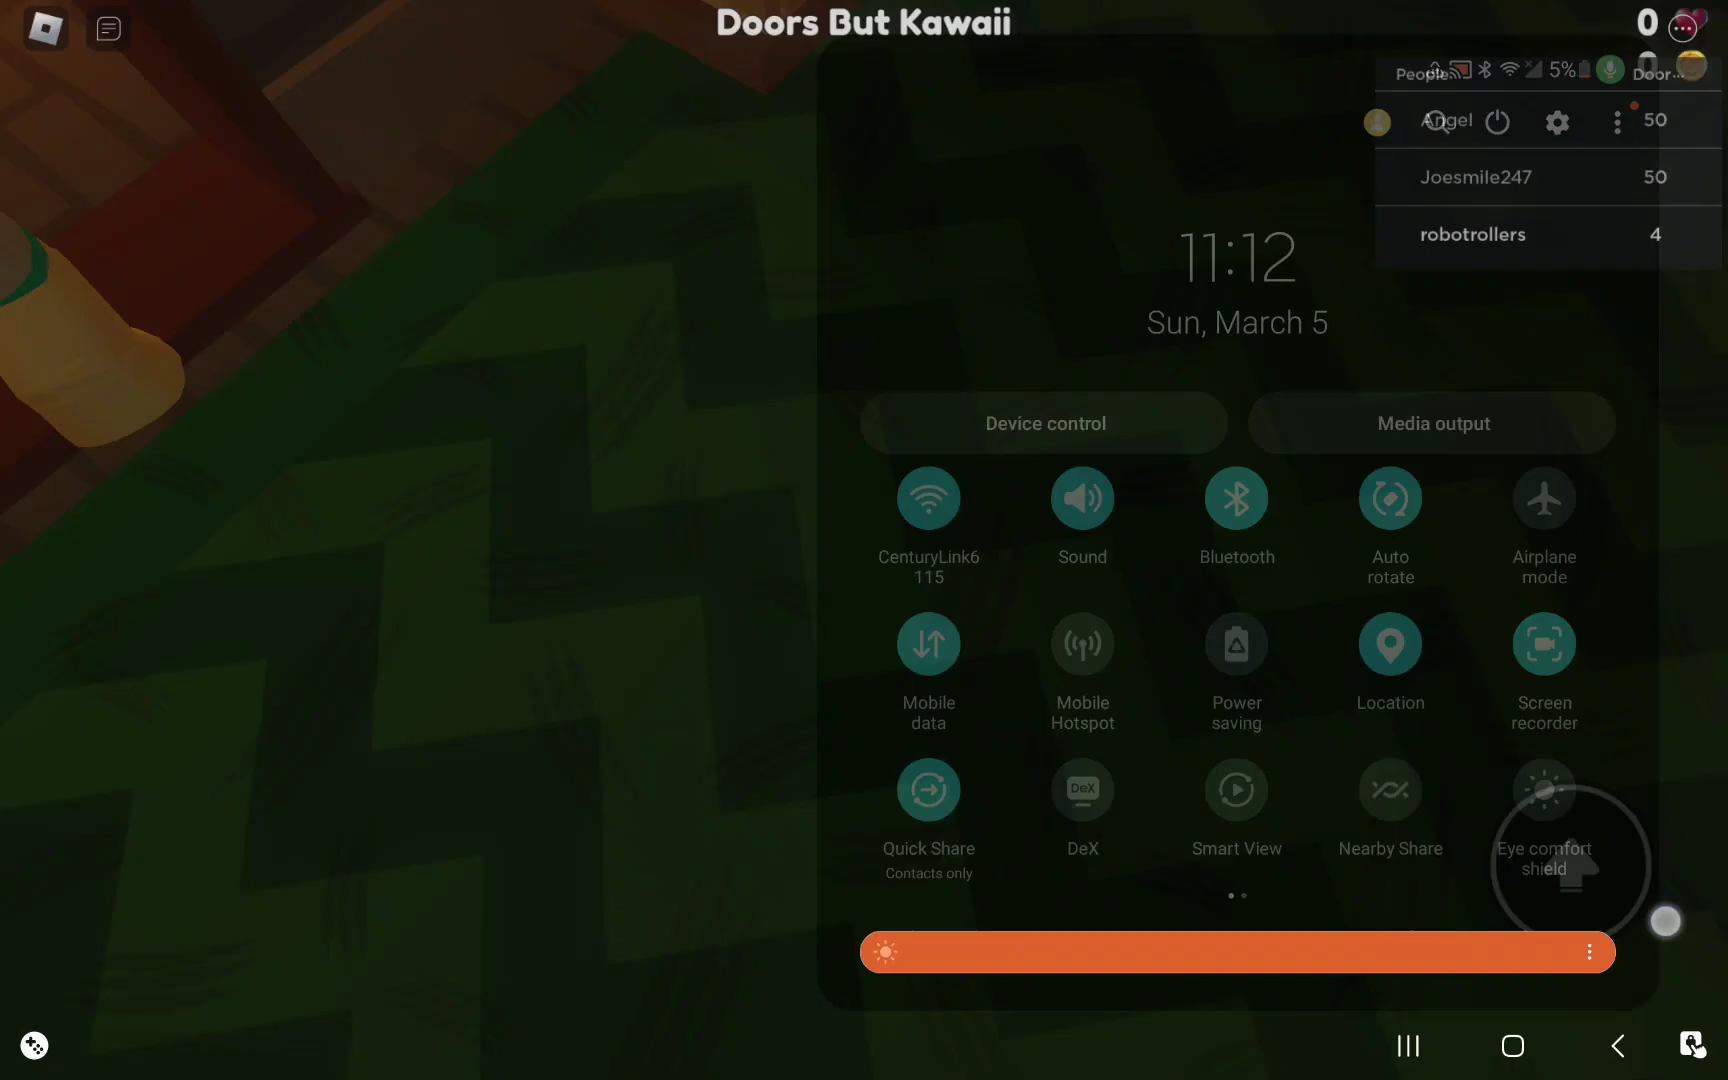 Doors But Kawaii
0
0
5%
People
Door...
Angel 50
Joesmile247 50
robotrollers 4
11:12
Sun, March 5
Device control
Media output
CenturyLink6
115
Sound
Bluetooth
Auto
rotate
Airplane
mode
Mobile
data
Mobile
Hotspot
Power
saving
Location
Screen
recorder
Quick Share
Contacts only
DeX
DeX
Smart View
Nearby Share
Eye comfort
shield